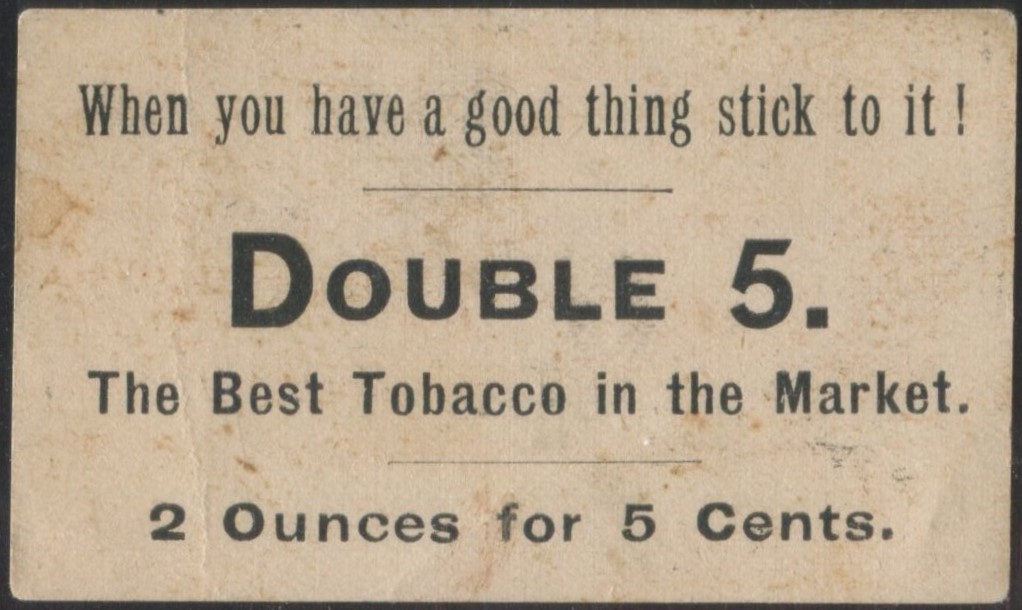 When you have a good thing stick to it!
DOUBLE 5.
The Best Tobacco in the Market.
2 Ounces for 5 Cents.